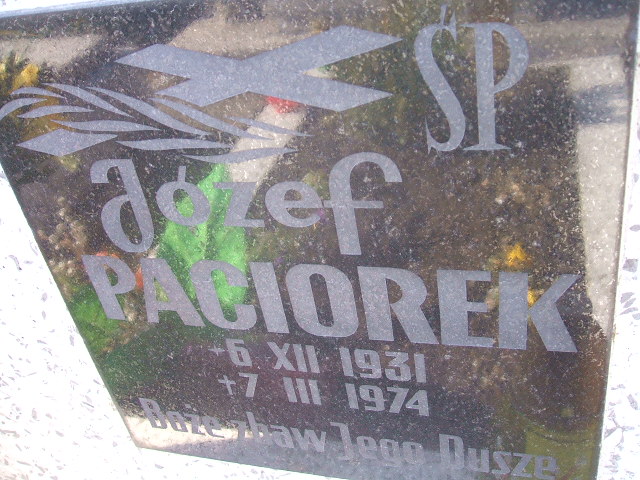 ŚP
Józef
PACIOREK
+6 XII 1931
+7 III 1974
Boże zbaw Jego Duszę